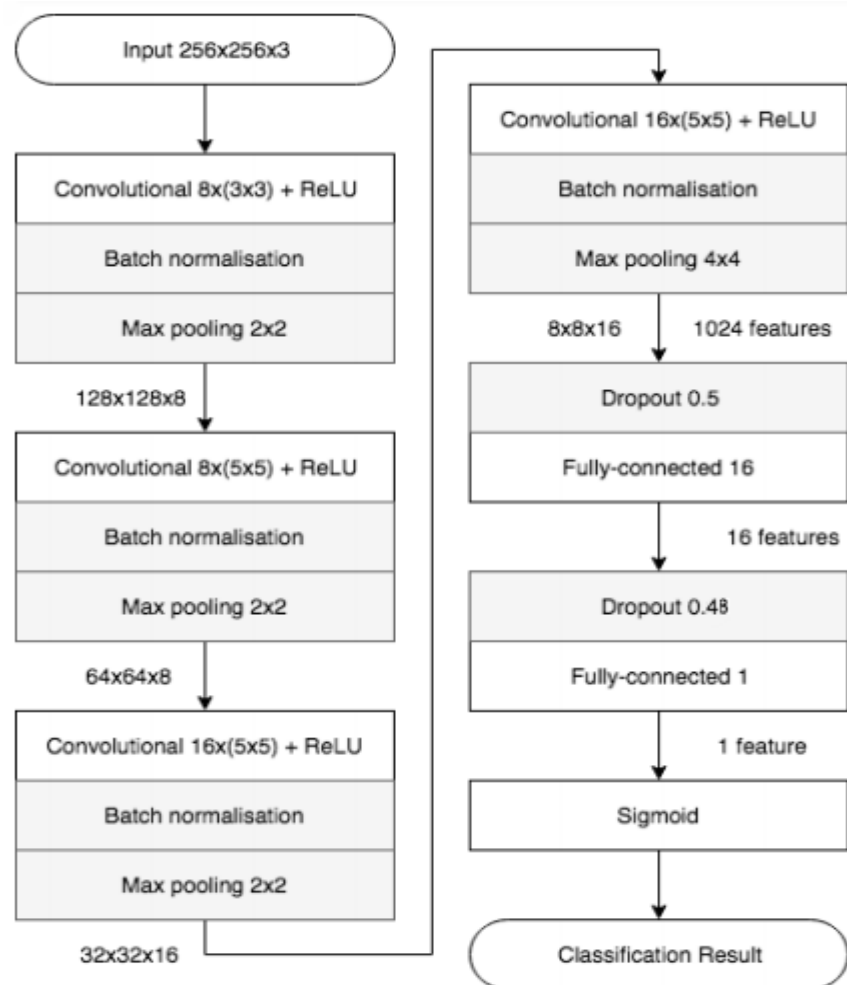 Input 256x256x3
Convolutional 8x(3x3) + ReLU
Batch normalisation
Max pooling 2x2
128x128x8
Convolutional 8x(5x5) + ReLU
Batch normalisation
Max pooling 2x2
64x64x8
Convolutional 16x(5x5) + ReLU
Batch normalisation
Max pooling 2x2
32x32x16
Convolutional 16x(5x5) + ReLU
Batch normalisation
Max pooling 4x4
8x8x16 1024 features
Dropout 0.5
Fully-connected 16
16 features
Dropout 0.48
Fully-connected 1
1 feature
Sigmoid
Classification Result